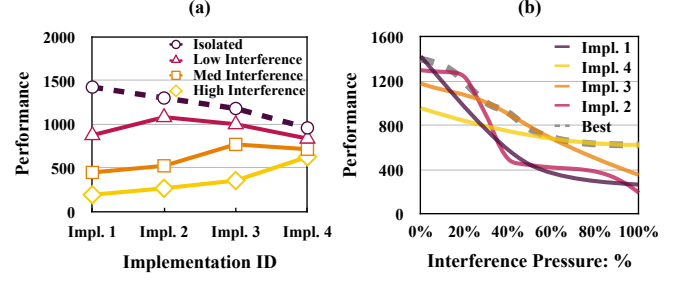 (a)
2000
1500
1000
500
0
Performance
Isolated
Low Interference
Med Interference
High Interference
Impl. 1 Impl. 2 Impl. 3 Impl. 4
Implementation ID
(b)
1600
1200
800
400
0
Performance
Impl. 1
Impl. 4
Impl. 3
Impl. 2
Best
0% 20% 40% 60% 80% 100%
Interference Pressure: %